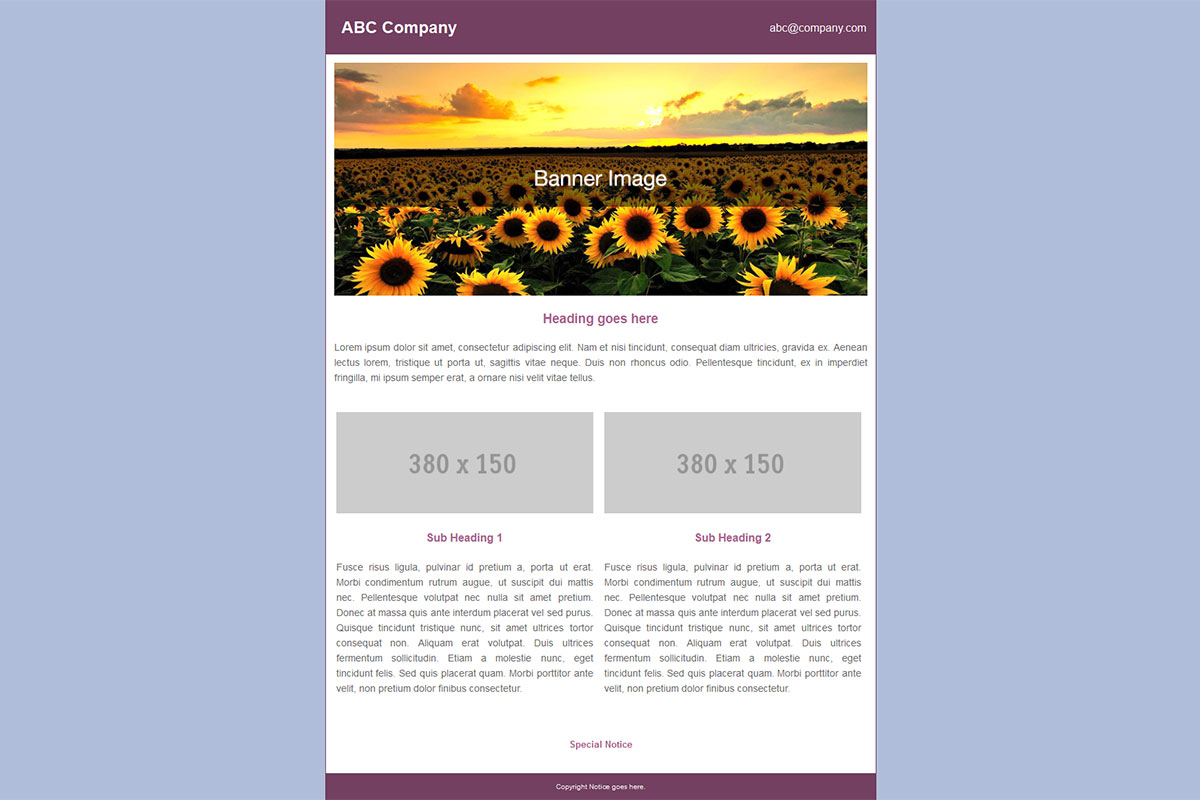 ABC Company
abc@company.com
Banner Image
Heading goes here
Lorem ipsum dolor sit amet, consectetur adipiscing elit. Nam et nisi tincidunt, consequat diam ultricies, gravida ex. Aenean
lectus lorem, tristique ut porta ut, sagittis vitae neque. Duis non rhoncus odio. Pellentesque tincidunt, ex in imperdiet
fringilla, mi ipsum semper erat, a ornare nisi velit vitae tellus.
380 x 150
380 x 150
Sub Heading 1
Fusce risus ligula, pulvinar id pretium a, porta ut erat.
Morbi condimentum rutrum augue, ut suscipit dui mattis
nec. Pellentesque volutpat nec nulla sit amet pretium.
Donec at massa quis ante interdum placerat vel sed purus.
Quisque tincidunt tristique nunc, sit amet ultrices tortor
consequat non. Aliquam erat volutpat. Duis ultrices
fermentum sollicitudin. Etiam a molestie nunc, eget
tincidunt felis. Sed quis placerat quam. Morbi porttitor ante
velit, non pretium dolor finibus consectetur.
Sub Heading 2
Fusce risus ligula, pulvinar id pretium a, porta ut erat.
Morbi condimentum rutrum augue, ut suscipit dui mattis
nec. Pellentesque volutpat nec nulla sit amet pretium.
Donec at massa quis ante interdum placerat vel sed purus.
Quisque tincidunt tristique nunc, sit amet ultrices tortor
consequat non. Aliquam erat volutpat. Duis ultrices
fermentum sollicitudin. Etiam a molestie nunc, eget
tincidunt felis. Sed quis placerat quam. Morbi porttitor ante
velit, non pretium dolor finibus consectetur.
Special Notice
Copyright Notice goes here.